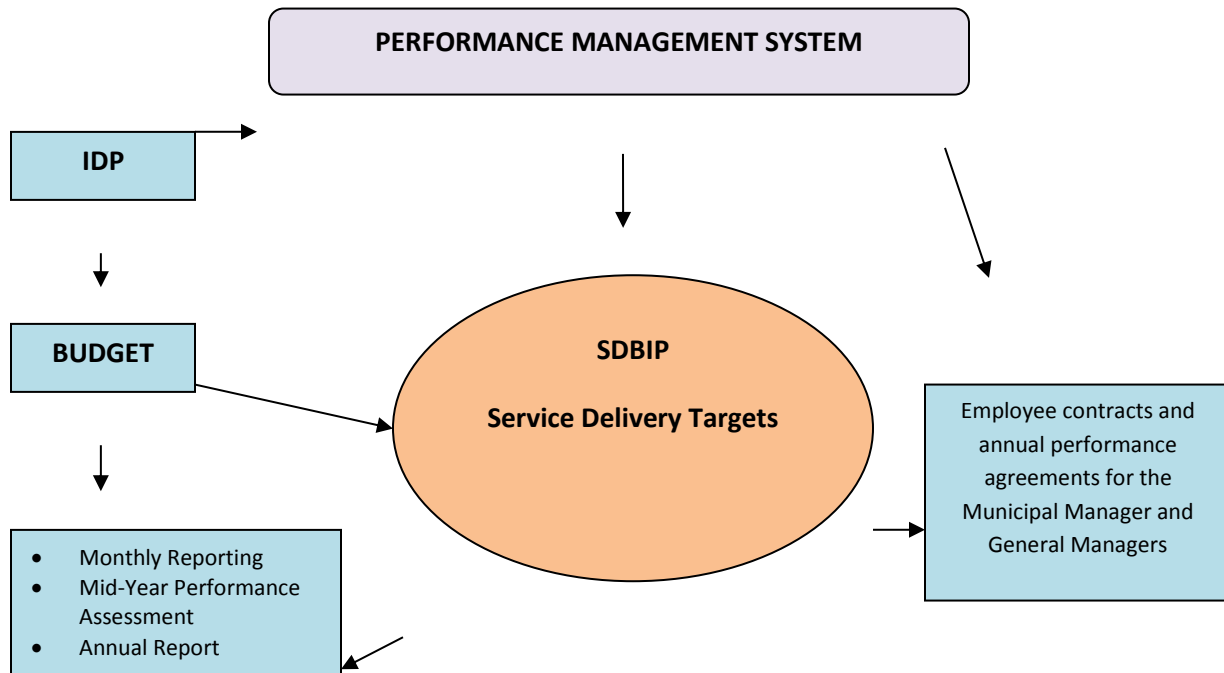 PERFORMANCE MANAGEMENT SYSTEM
IDP
BUDGET
SDBIP
Service Delivery Targets
Employee contracts and
annual performance
agreements for the
Municipal Manager and
General Managers
• Monthly Reporting
• Mid-Year Performance
Assessment
• Annual Report